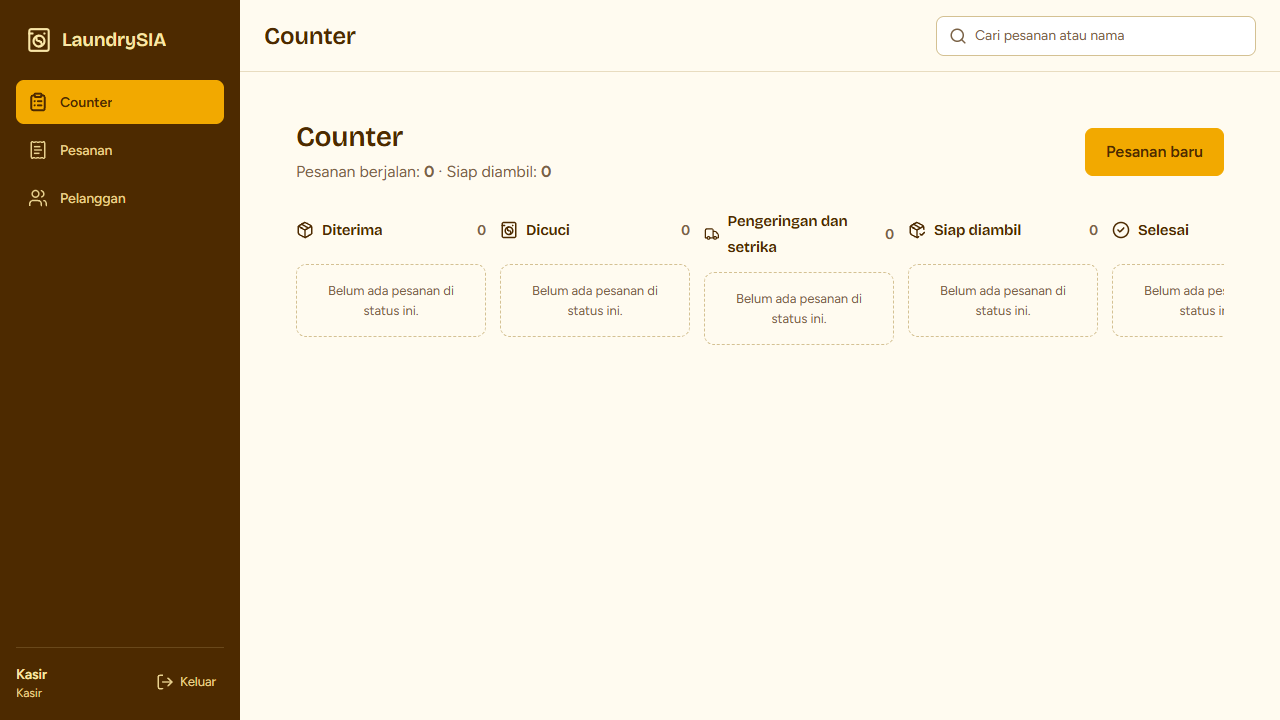 LaundrySIA
Counter
Pesanan
Pelanggan
Kasir
Kasir
Keluar
Counter
Cari pesanan atau nama
Counter
Pesanan berjalan: 0 · Siap diambil: 0
Pesanan baru
Diterima 0
Belum ada pesanan di
status ini.
Dicuci 0
Belum ada pesanan di
status ini.
Pengeringan dan
setrika 0
Belum ada pesanan di
status ini.
Siap diambil 0
Belum ada pesanan di
status ini.
Selesai
Belum ada
status